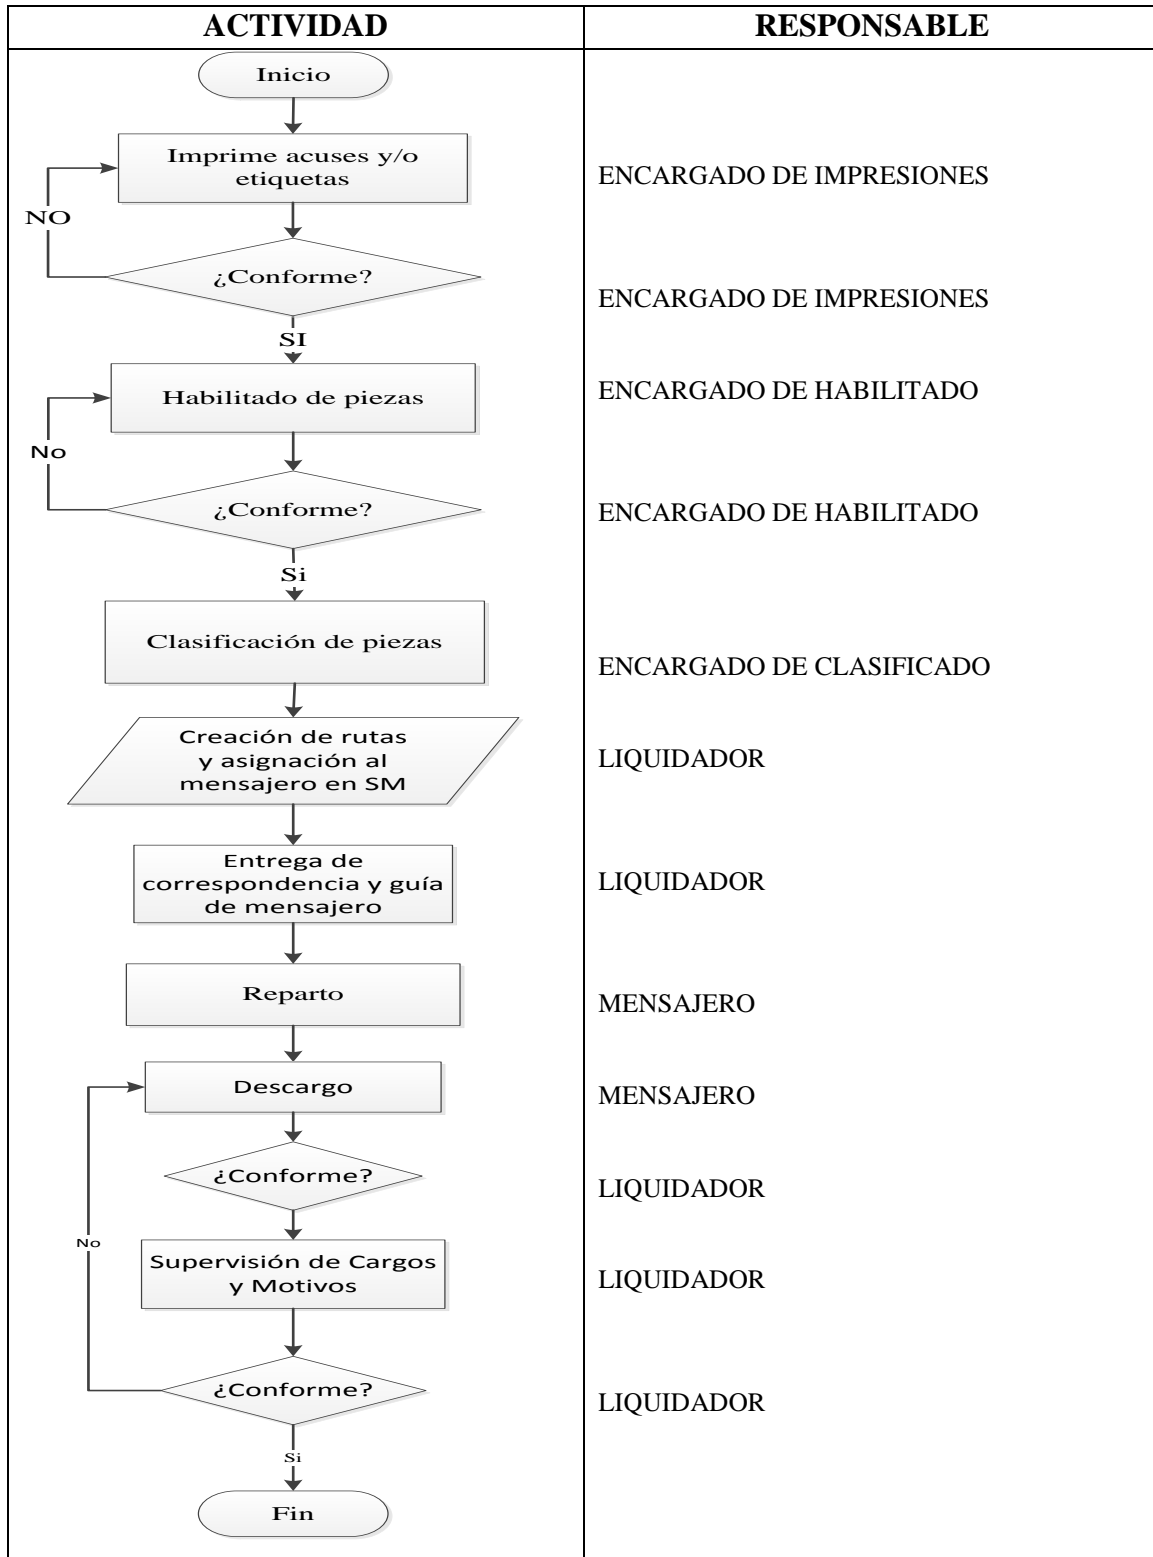 ACTIVIDAD
RESPONSABLE
Inicio
Imprime acuses y/o
etiquetas
ENCARGADO DE IMPRESIONES
NO
¿Conforme?
ENCARGADO DE IMPRESIONES
SI
Habilitado de piezas
ENCARGADO DE HABILITADO
No
¿Conforme?
ENCARGADO DE HABILITADO
Si
Clasificación de piezas
ENCARGADO DE CLASIFICADO
Creación de rutas
y asignación al
mensajero en SM
LIQUIDADOR
Entrega de
correspondencia y guía
de mensajero
LIQUIDADOR
Reparto
MENSAJERO
Descargo
MENSAJERO
¿Conforme?
LIQUIDADOR
No
Supervisión de Cargos
y Motivos
LIQUIDADOR
¿Conforme?
LIQUIDADOR
Si
Fin